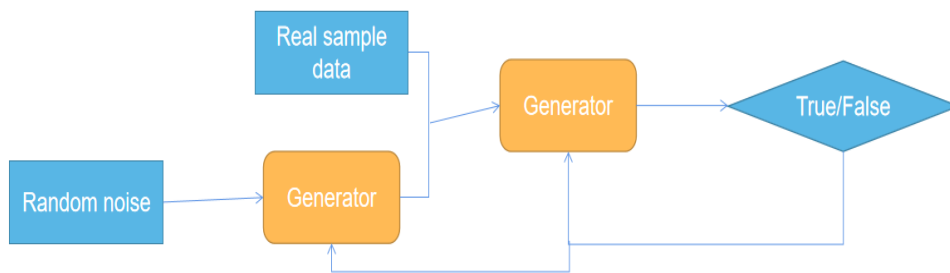 Real sample
data
Generator
True/False
Random noise
Generator